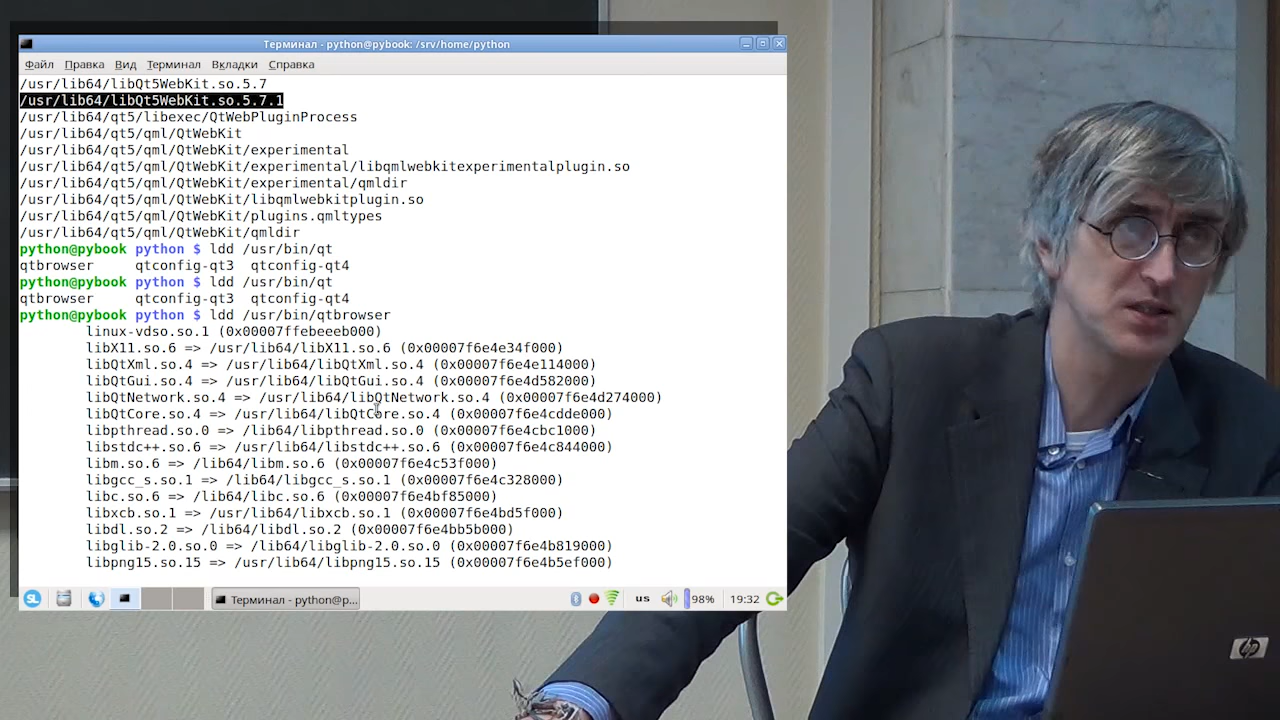 Терминал - python@pybook: /srv/home/python
Файл Правка Вид Терминал Вкладки Справка
/usr/lib64/libQt5WebKit.so.5.7
/usr/lib64/libQt5WebKit.so.5.7.1
/usr/lib64/qt5/libexec/QtWebPluginProcess
/usr/lib64/qt5/qml/QtWebKit
/usr/lib64/qt5/qml/QtWebKit/experimental
/usr/lib64/qt5/qml/QtWebKit/experimental/libqmlwebkitexperimentalplugin.so
/usr/lib64/qt5/qml/QtWebKit/experimental/qmldir
/usr/lib64/qt5/qml/QtWebKit/libqmlwebkitplugin.so
/usr/lib64/qt5/qml/QtWebKit/plugins.qmltypes
/usr/lib64/qt5/qml/QtWebKit/qmldir
python@pybook python $ ldd /usr/bin/qt
qtbrowser qtconfig-qt3 qtconfig-qt4
python@pybook python $ ldd /usr/bin/qt
qtbrowser qtconfig-qt3 qtconfig-qt4
python@pybook python $ ldd /usr/bin/qtbrowser
linux-vdso.so.1 (0x00007ffebeeeb000)
libX11.so.6 => /usr/lib64/libX11.so.6 (0x00007f6e4e34f000)
libQtXml.so.4 => /usr/lib64/libQtXml.so.4 (0x00007f6e4e114000)
libQtGui.so.4 => /usr/lib64/libQtGui.so.4 (0x00007f6e4d582000)
libQtNetwork.so.4 => /usr/lib64/libQtNetwork.so.4 (0x00007f6e4d274000)
libQtCore.so.4 => /usr/lib64/libQtCore.so.4 (0x00007f6e4cdde000)
libpthread.so.0 => /lib64/libpthread.so.0 (0x00007f6e4cbc1000)
libstdc++.so.6 => /usr/lib64/libstdc++.so.6 (0x00007f6e4c844000)
libm.so.6 => /lib64/libm.so.6 (0x00007f6e4c53f000)
libgcc_s.so.1 => /lib64/libgcc_s.so.1 (0x00007f6e4c328000)
libc.so.6 => /lib64/libc.so.6 (0x00007f6e4bf85000)
libxcb.so.1 => /usr/lib64/libxcb.so.1 (0x00007f6e4bd5f000)
libdl.so.2 => /lib64/libdl.so.2 (0x00007f6e4bb5b000)
libglib-2.0.so.0 => /lib64/libglib-2.0.so.0 (0x00007f6e4b819000)
libpng15.so.15 => /usr/lib64/libpng15.so.15 (0x00007f6e4b5ef000)
SL Терминал - python@p... us 98% 19:32
hp